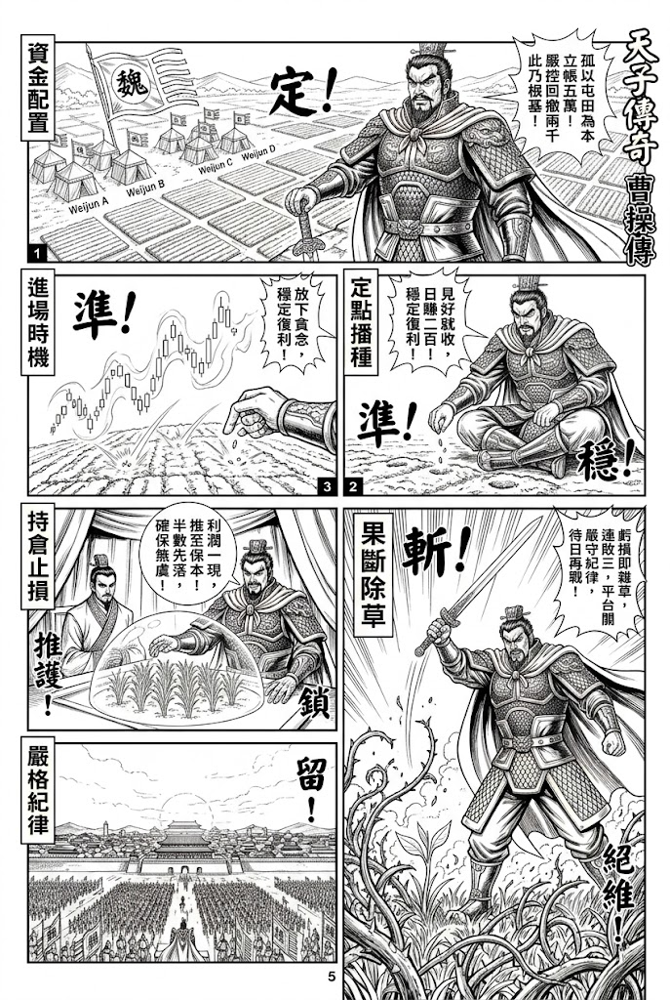 天子傳奇 曹操傳
資金配置
孤以屯田為本
立帳五萬！
嚴控回撤兩千
此乃根基！
定！
魏
Weijun A
Weijun B
Weijun C
Weijun D
1
定點播種
見好就收，
日賺二百！
穩定復利！
準！
穩！
2
進場時機
放下貪念，
穩定復利！
準！
3
持倉止損
利潤一現，
推至保本！
半數先落，
確保無虞！
推護！
鎖
果斷除草
虧損即雜草，
連敗三，平台關
嚴守紀律，
待日再戰！
斬！
絕維！
嚴格紀律
留！
5